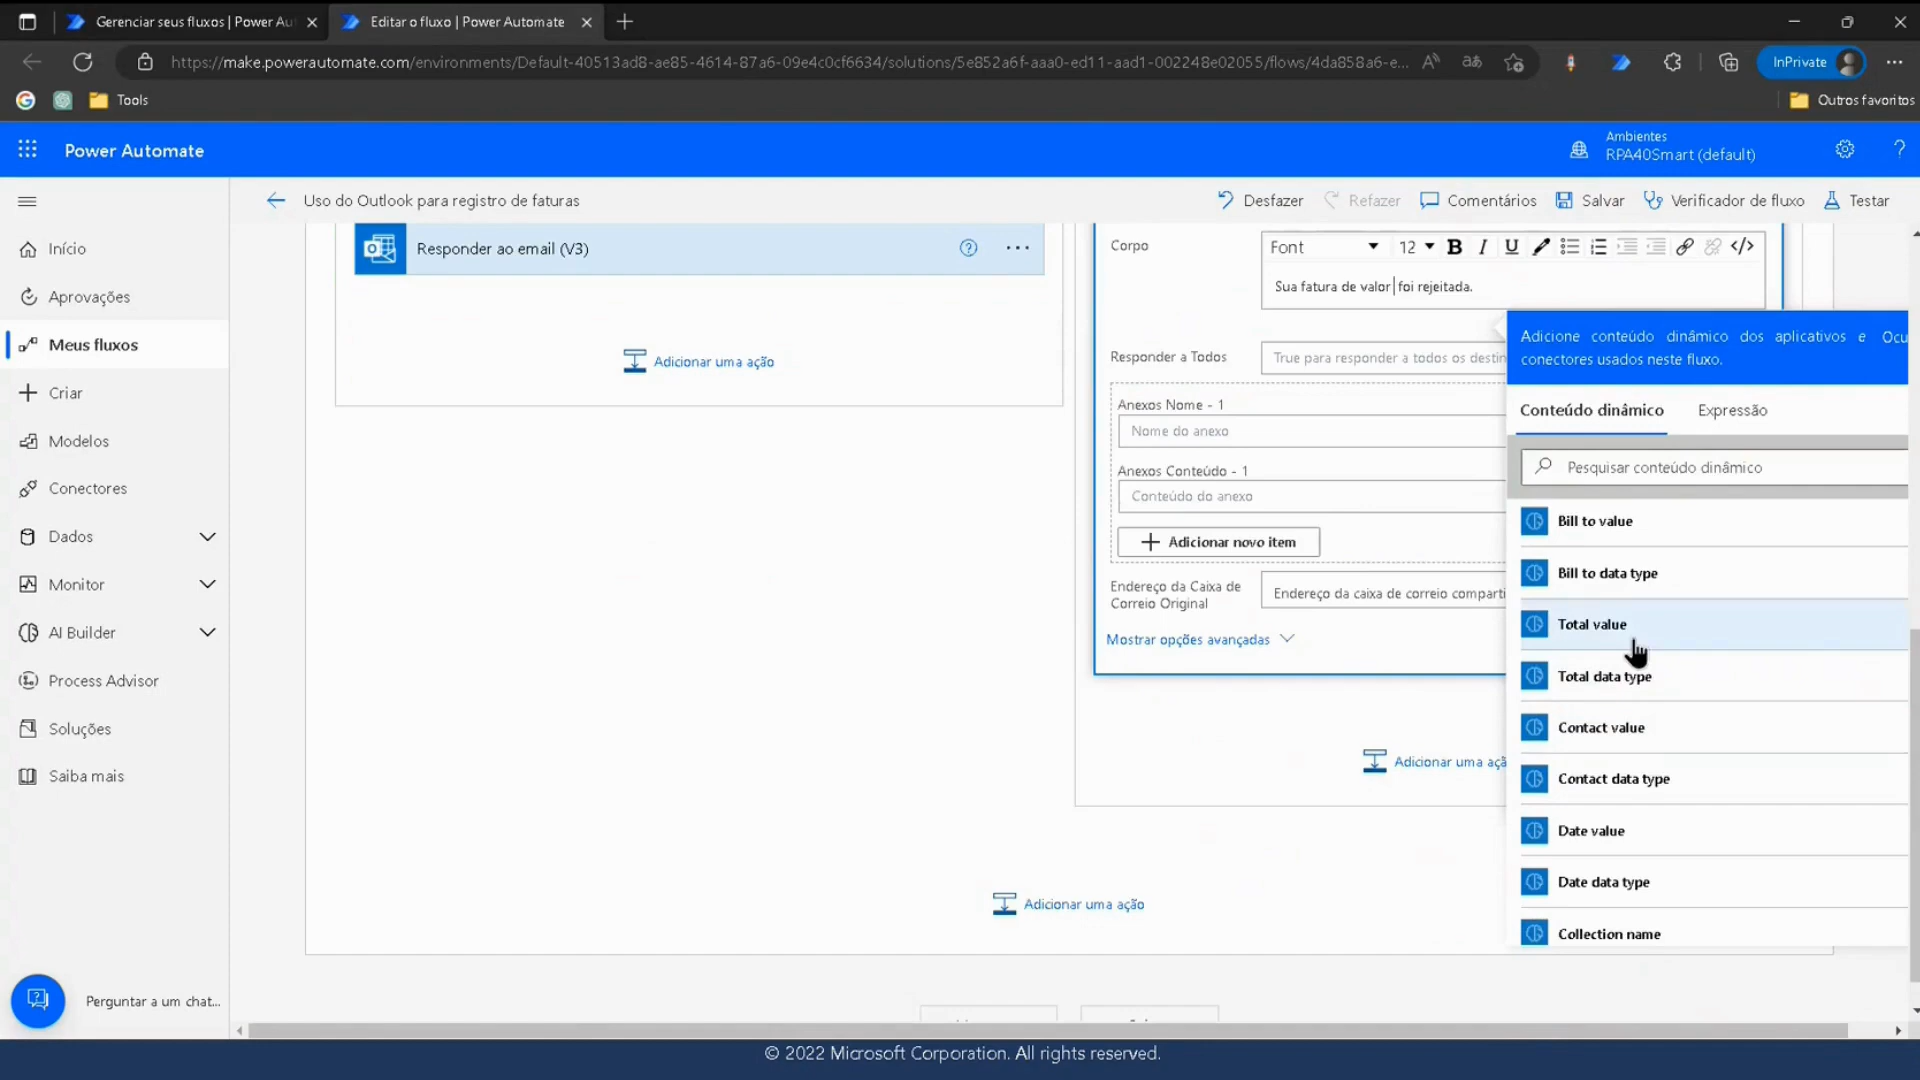 Gerenciar seus fluxos | Power Au
Editar o fluxo | Power Automate
https://make.powerautomate.com/environments/Default-40513ad8-ae85-4614-87a6-09e4c0cf6634/solutions/5e852a6f-aaa0-ed11-aad1-002248e02055/flows/4da858a6-e...
InPrivate
Tools
Outros favoritos
Power Automate
Ambientes
RPA40Smart (default)
Uso do Outlook para registro de faturas
Desfazer
Refazer
Comentários
Salvar
Verificador de fluxo
Testar
Início
Aprovações
Meus fluxos
Criar
Modelos
Conectores
Dados
Monitor
AI Builder
Process Advisor
Soluções
Saiba mais
Perguntar a um chat...
Responder ao email (V3)
Adicionar uma ação
Corpo
Font
12
B I U
Sua fatura de valor foi rejeitada.
Responder a Todos
True para responder a todos os destin
Anexos Nome - 1
Nome do anexo
Anexos Conteúdo - 1
Conteúdo do anexo
Adicionar novo item
Endereço da Caixa de
Correio Original
Endereço da caixa de correio comparti
Mostrar opções avançadas
Adicionar uma açã
Adicionar uma ação
Adicione conteúdo dinâmico dos aplicativos e
conectores usados neste fluxo.
Ocu
Conteúdo dinâmico
Expressão
Pesquisar conteúdo dinâmico
Bill to value
Bill to data type
Total value
Total data type
Contact value
Contact data type
Date value
Date data type
Collection name
© 2022 Microsoft Corporation. All rights reserved.